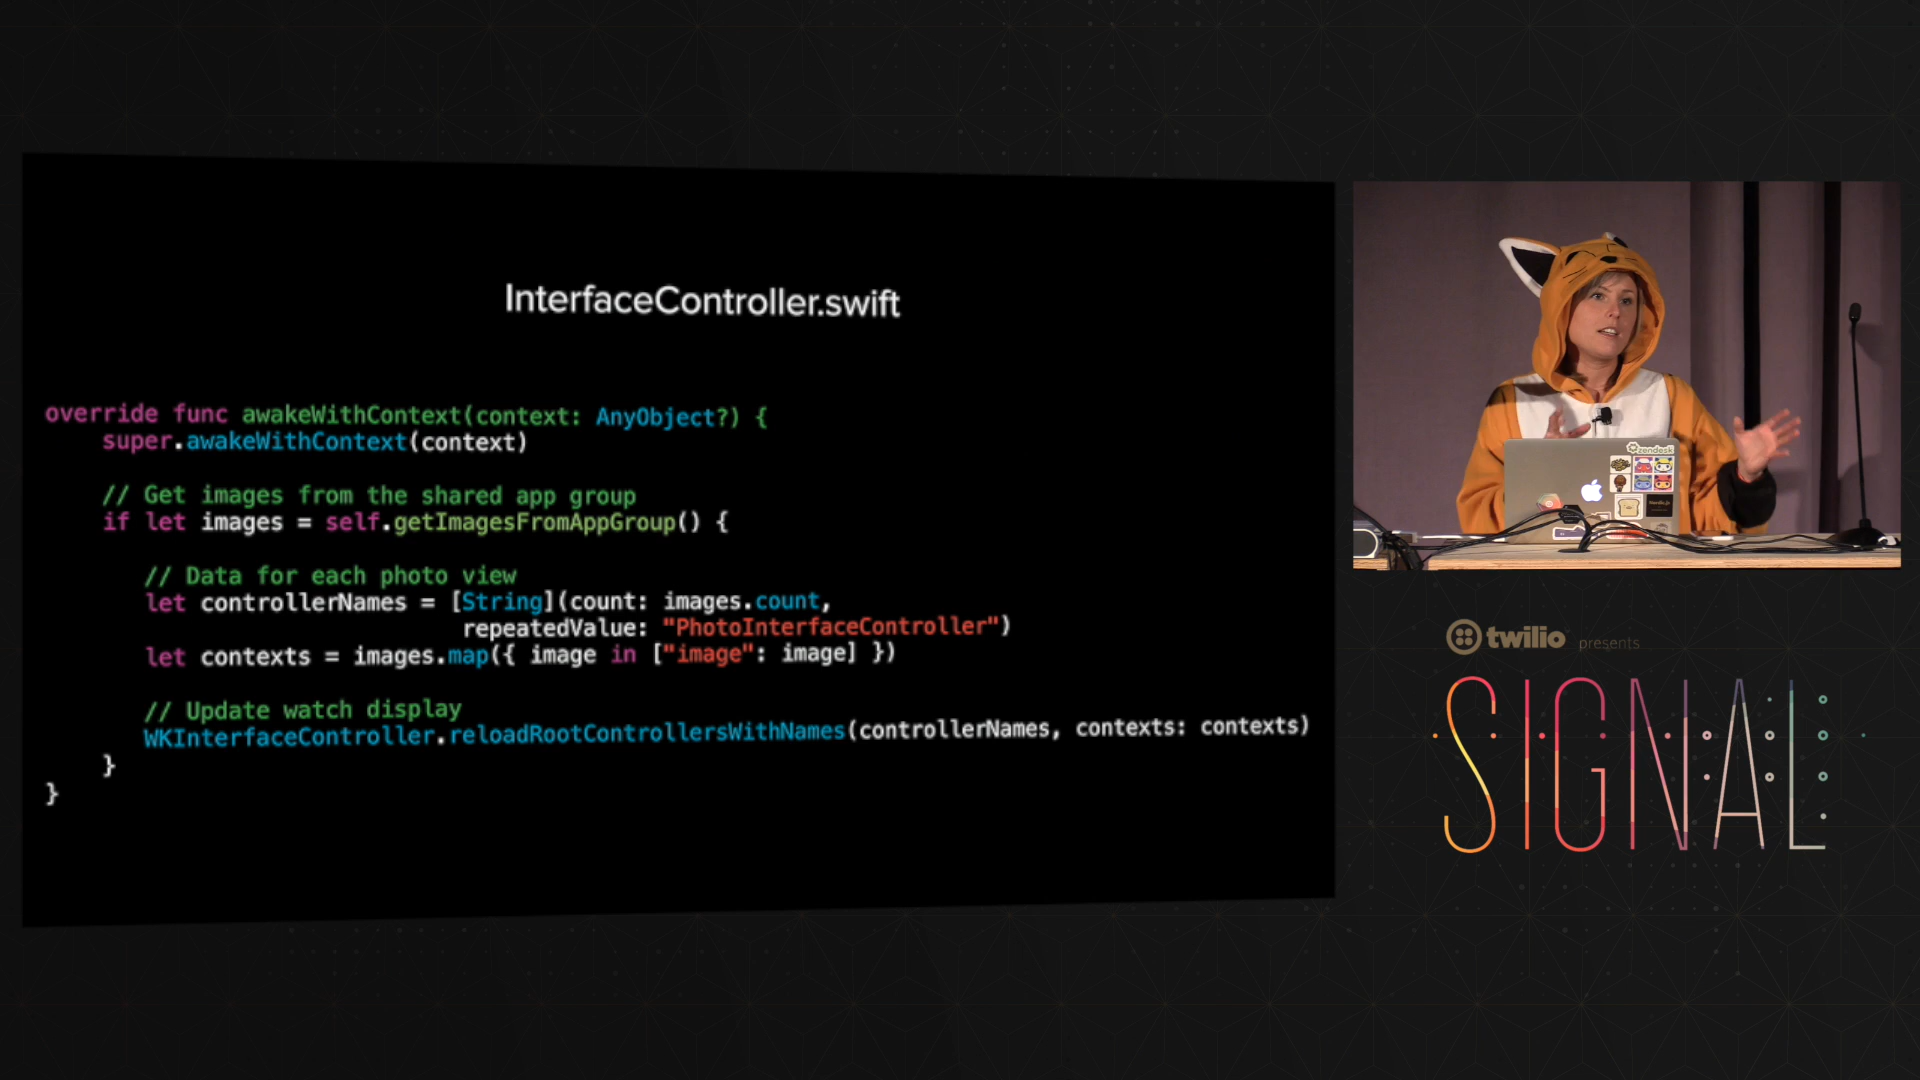 InterfaceController.swift
override func awakeWithContext(context: AnyObject?) {
super.awakeWithContext(context)
// Get images from the shared app group
if let images = self.getImagesFromAppGroup() {
// Data for each photo view
let controllerNames = [String](count: images.count,
repeatedValue: "PhotoInterfaceController")
let contexts = images.map({ image in ["image": image] })
// Update watch display
WKInterfaceController.reloadRootControllersWithNames(controllerNames, contexts: contexts)
}
}
zendesk
twilio presents
SIGNAL